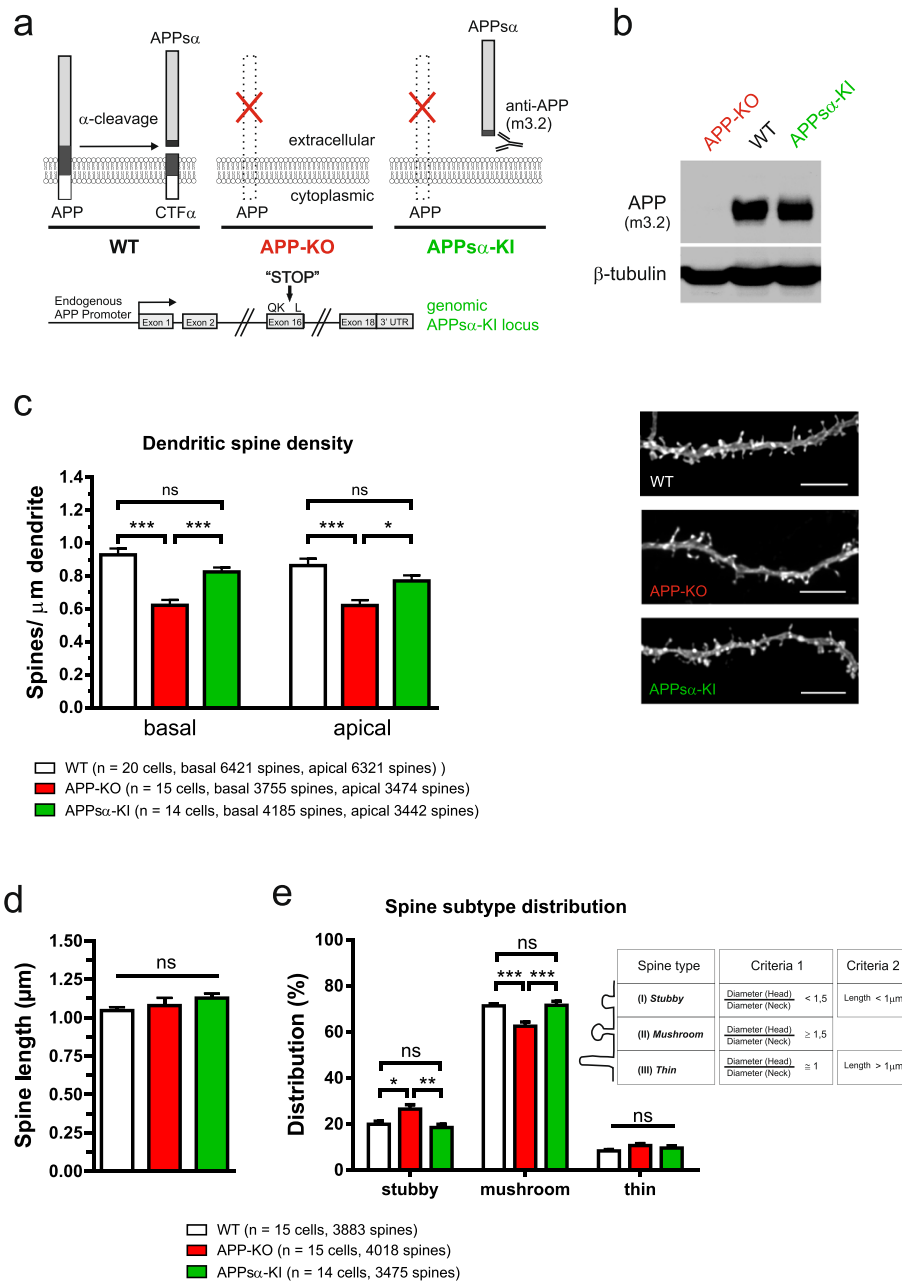 a
APPsα
APPsα
α-cleavage
anti-APP
(m3.2)
extracellular
cytoplasmic
APP
CTFα
APP
APP
WT
APP-KO
APPsα-KI
"STOP"
Endogenous
APP Promoter
QK L
Exon 1
Exon 2
Exon 16
Exon 18
3' UTR
genomic
APPsα-KI locus
b
APP-KO
WT
APPsα-KI
APP
(m3.2)
β-tubulin
c
Dendritic spine density
Spines/ μm dendrite
1.4
1.2
1.0
0.8
0.6
0.4
0.2
0.0
ns
*** ***
ns
*** *
basal
apical
WT (n = 20 cells, basal 6421 spines, apical 6321 spines) )
APP-KO (n = 15 cells, basal 3755 spines, apical 3474 spines)
APPsα-KI (n = 14 cells, basal 4185 spines, apical 3442 spines)
WT
APP-KO
APPsα-KI
d
Spine length (μm)
1.50
1.25
1.00
0.75
0.50
0.25
0.00
ns
e
Spine subtype distribution
Distribution (%)
100
80
60
40
20
0
ns
* **
ns
*** ***
ns
stubby
mushroom
thin
Spine type Criteria 1 Criteria 2
(I) Stubby
Diameter (Head)
Diameter (Neck)
< 1,5
Length < 1μm
(II) Mushroom
Diameter (Head)
Diameter (Neck)
≥ 1,5
(III) Thin
Diameter (Head)
Diameter (Neck)
≅ 1
Length > 1μm
WT (n = 15 cells, 3883 spines)
APP-KO (n = 15 cells, 4018 spines)
APPsα-KI (n = 14 cells, 3475 spines)